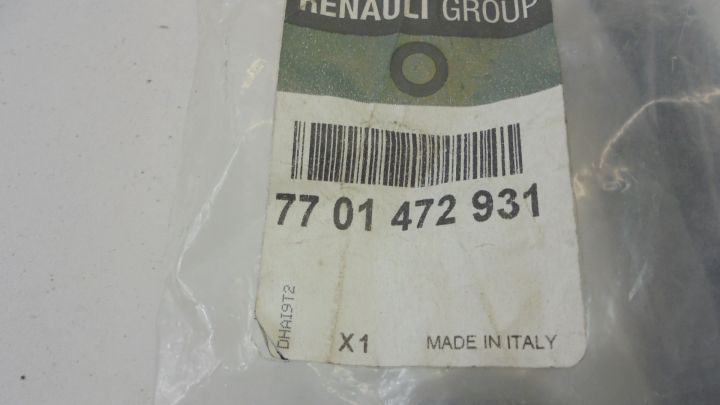 RENAULT GROUP
77 01 472 931
DHAI9T2
X1
MADE IN ITALY